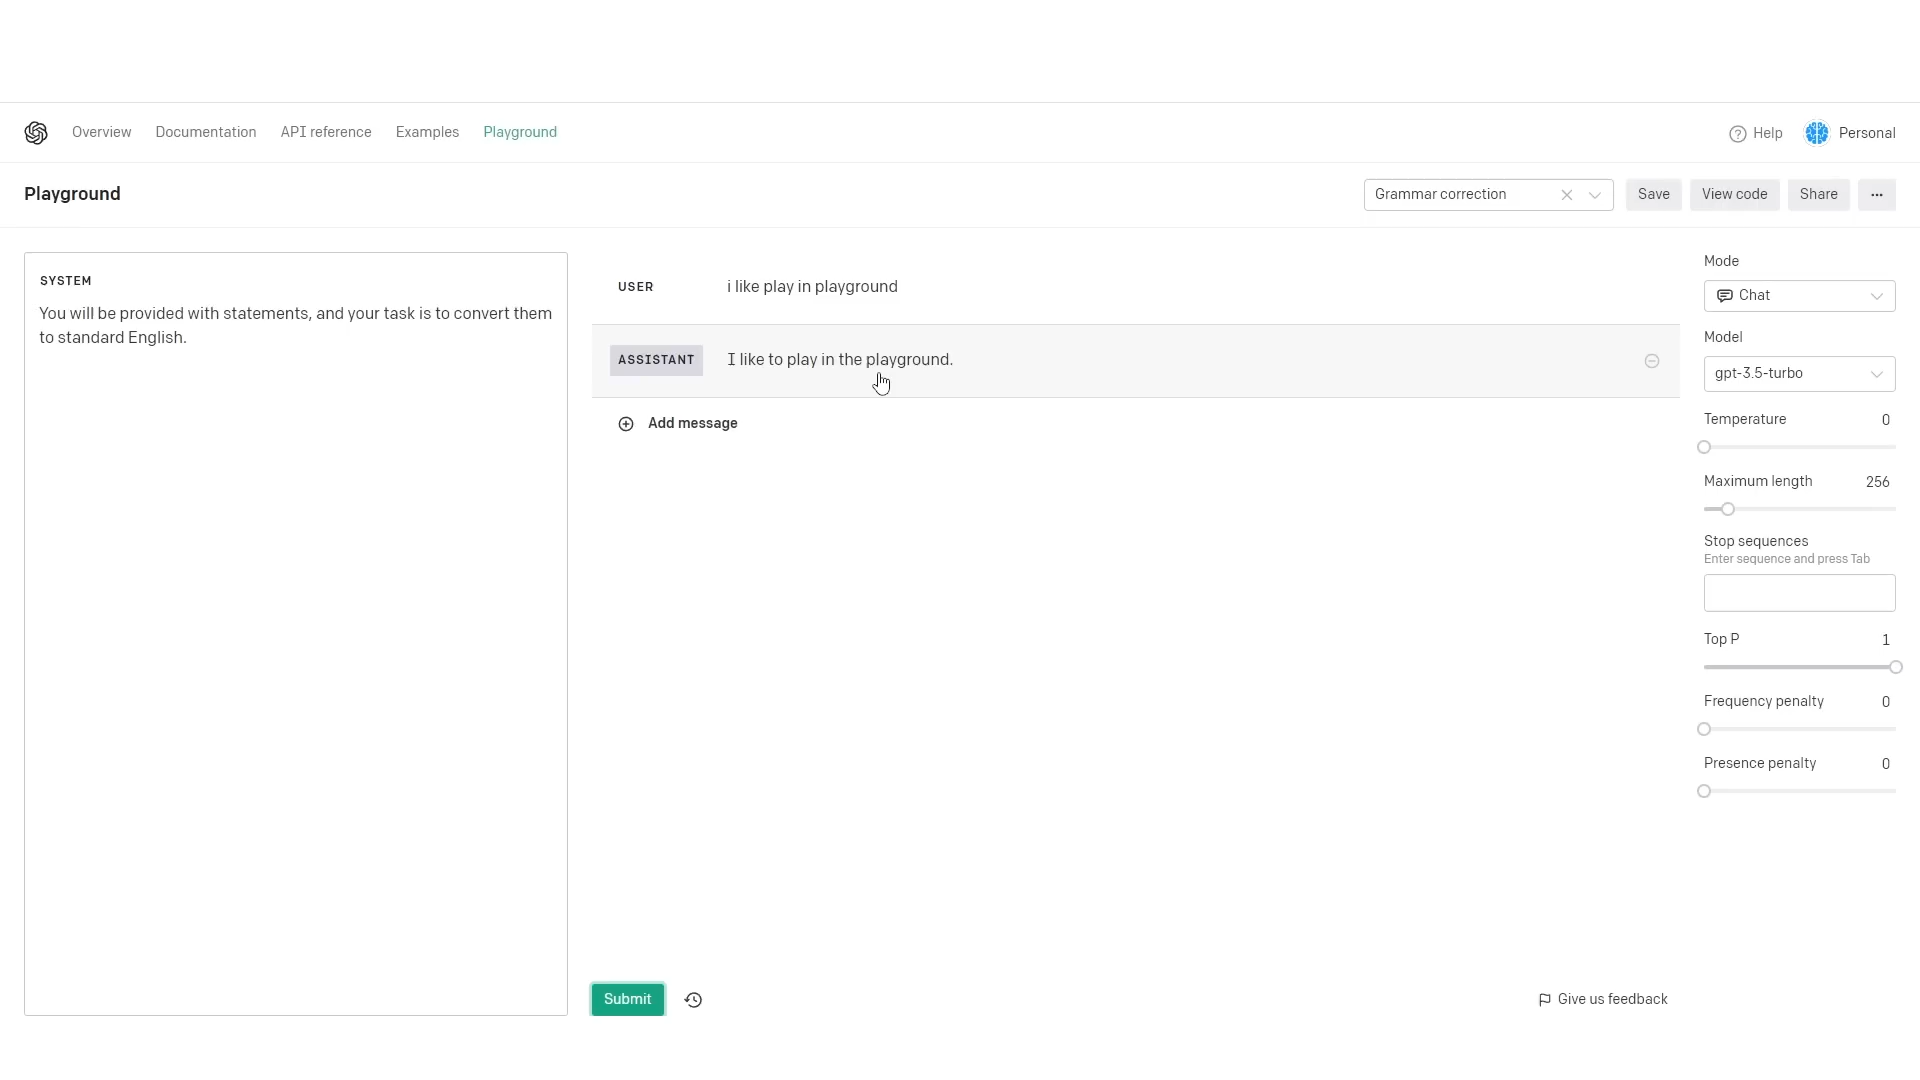 Overview Documentation API reference Examples Playground
Help Personal
Playground
Grammar correction Save View code Share ...
SYSTEM
You will be provided with statements, and your task is to convert them
to standard English.
USER i like play in playground
ASSISTANT I like to play in the playground.
Add message
Submit
Give us feedback
Mode
Chat
Model
gpt-3.5-turbo
Temperature 0
Maximum length 256
Stop sequences
Enter sequence and press Tab
Top P 1
Frequency penalty 0
Presence penalty 0